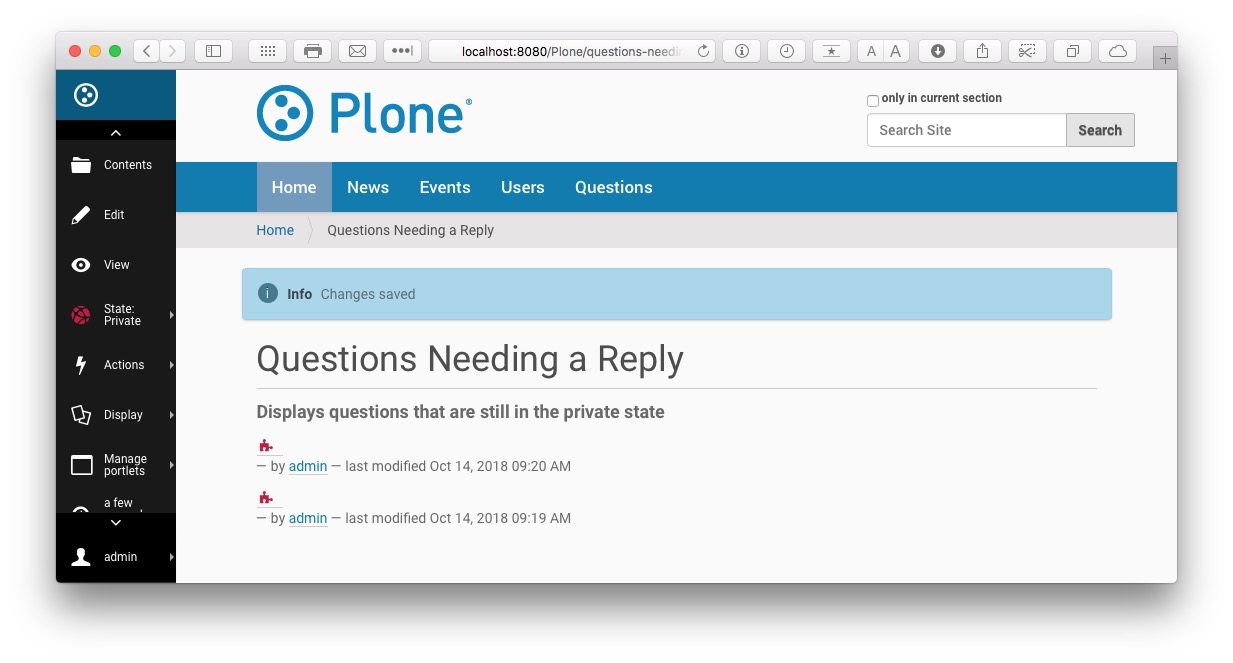 localhost:8080/Plone/questions-needin
A A
Plone®
only in current section
Search Site
Search
Home News Events Users Questions
Home
Questions Needing a Reply
Contents
Edit
View
State:
Private
Actions
Display
Manage
portlets
a few
admin
i Info Changes saved
Questions Needing a Reply
Displays questions that are still in the private state
— by admin — last modified Oct 14, 2018 09:20 AM
— by admin — last modified Oct 14, 2018 09:19 AM